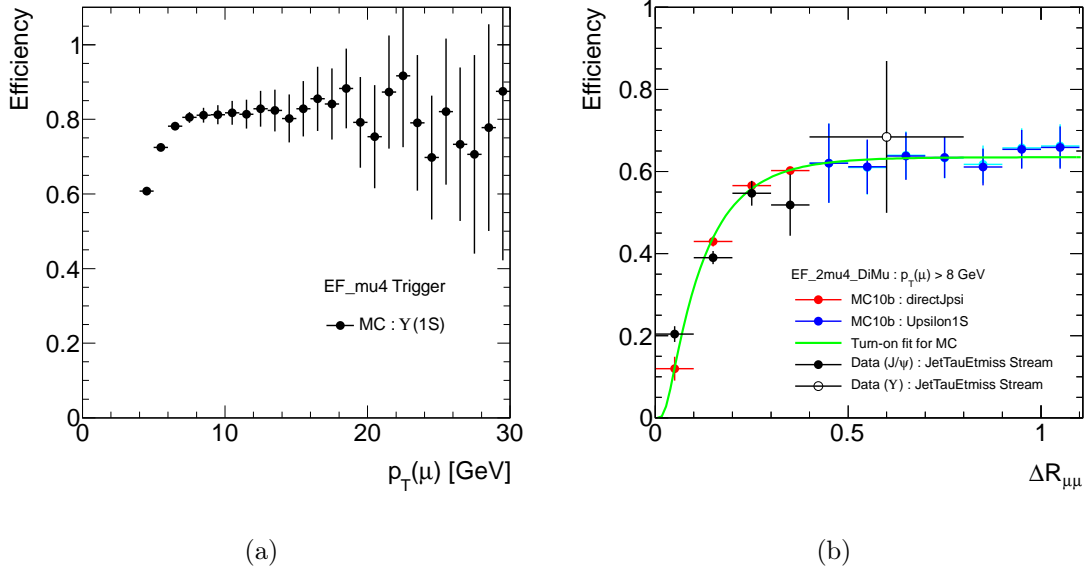 Efficiency
1
0.8
0.6
0.4
0.2
0
0 10 20 30
p_T(μ) [GeV]
EF_mu4 Trigger
MC : ϒ(1S)
(a)
Efficiency
1
0.8
0.6
0.4
0.2
0
0 0.5 1
ΔR_μμ
EF_2mu4_DiMu : p_T(μ) > 8 GeV
MC10b : directJpsi
MC10b : Upsilon1S
Turn-on fit for MC
Data (J/ψ) : JetTauEtmiss Stream
Data (ϒ) : JetTauEtmiss Stream
(b)